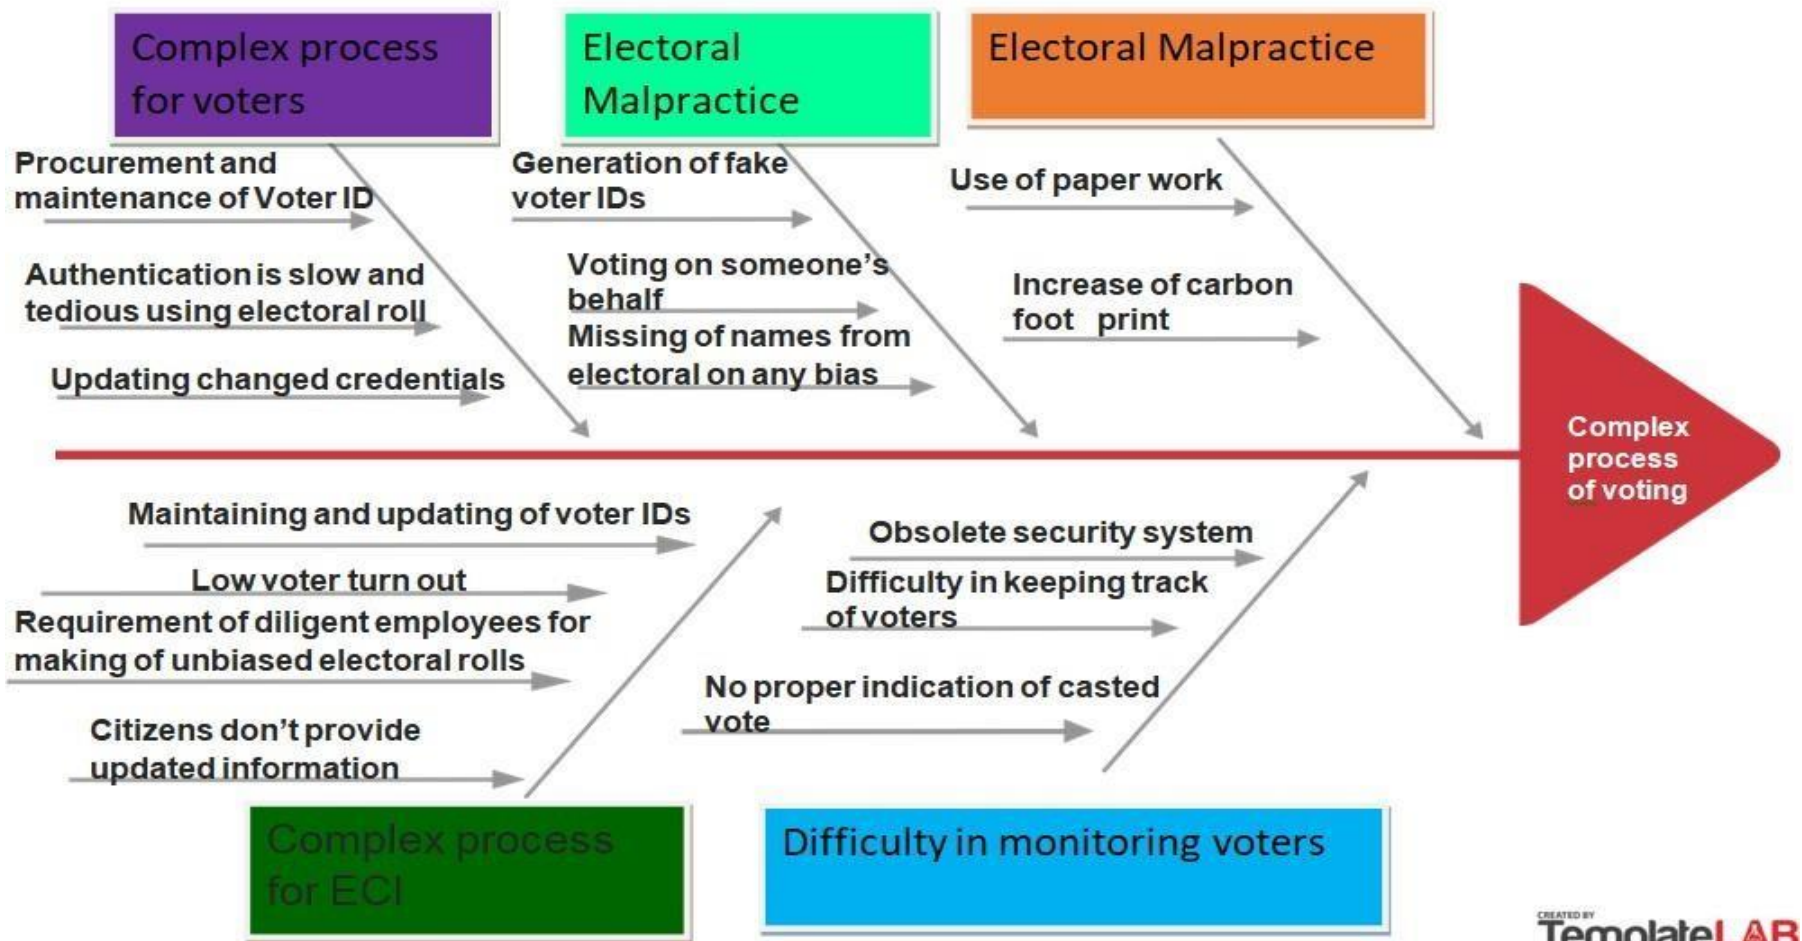 Complex process
for voters
Electoral
Malpractice
Electoral Malpractice
Procurement and
maintenance of Voter ID
Authentication is slow and
tedious using electoral roll
Updating changed credentials
Generation of fake
voter IDs
Voting on someone's
behalf
Missing of names from
electoral on any bias
Use of paper work
Increase of carbon
foot print
Complex
process
of voting
Maintaining and updating of voter IDs
Low voter turn out
Requirement of diligent employees for
making of unbiased electoral rolls
Citizens don't provide
updated information
Obsolete security system
Difficulty in keeping track
of voters
No proper indication of casted
vote
Complex process
for ECI
Difficulty in monitoring voters
CREATED BY
TemplateLAB